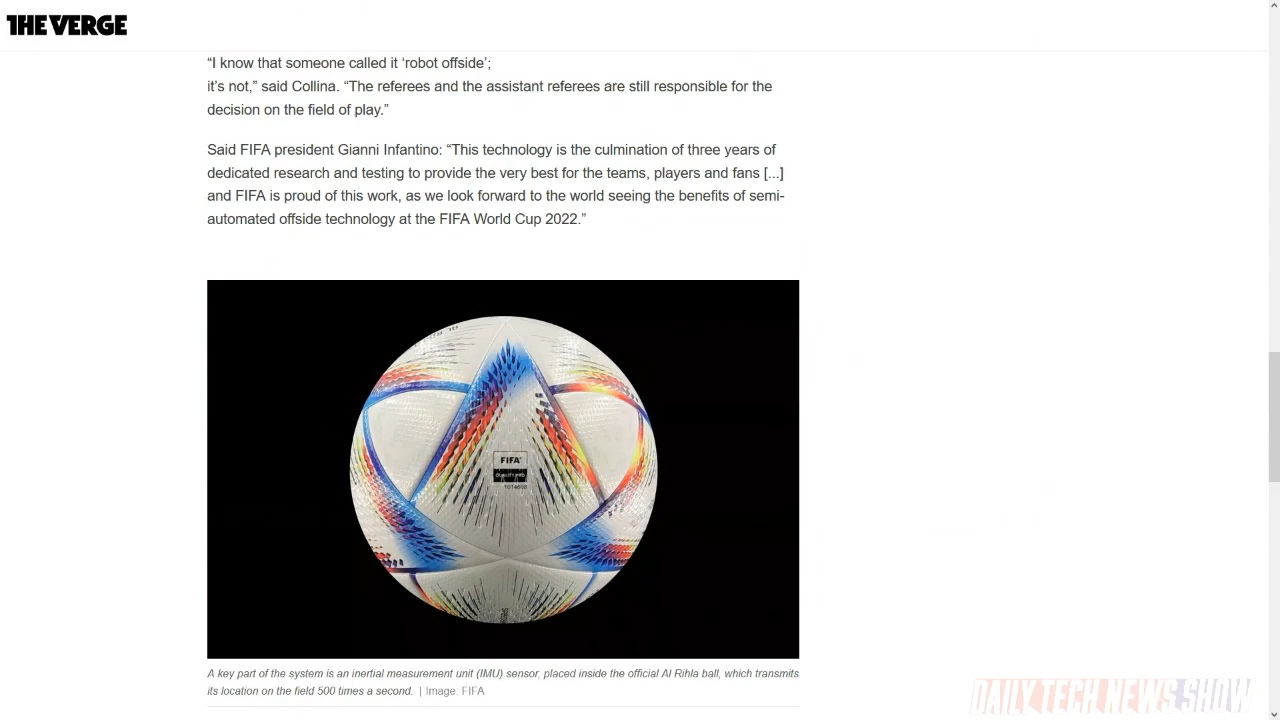 THE VERGE
“I know that someone called it ‘robot offside’;
it’s not,” said Collina. “The referees and the assistant referees are still responsible for the
decision on the field of play.”
Said FIFA president Gianni Infantino: “This technology is the culmination of three years of
dedicated research and testing to provide the very best for the teams, players and fans [...]
and FIFA is proud of this work, as we look forward to the world seeing the benefits of semi-
automated offside technology at the FIFA World Cup 2022.”
FIFA
QUALITY PRO
A key part of the system is an inertial measurement unit (IMU) sensor, placed inside the official Al Rihla ball, which transmits
its location on the field 500 times a second. | Image: FIFA
DAILY TECH NEWS SHOW